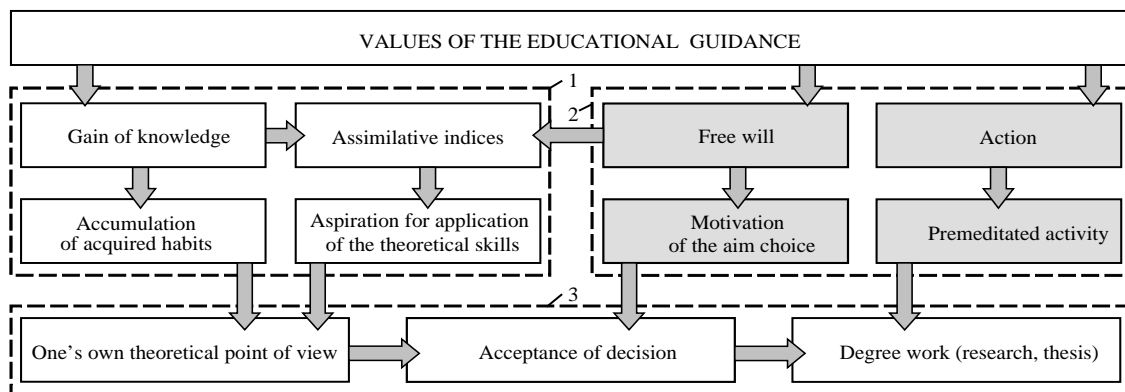 VALUES OF THE EDUCATIONAL GUIDANCE
1
2
Gain of knowledge
Assimilative indices
Free will
Action
Accumulation
of acquired habits
Aspiration for application
of the theoretical skills
Motivation
of the aim choice
Premeditated activity
3
One’s own theoretical point of view
Acceptance of decision
Degree work (research, thesis)